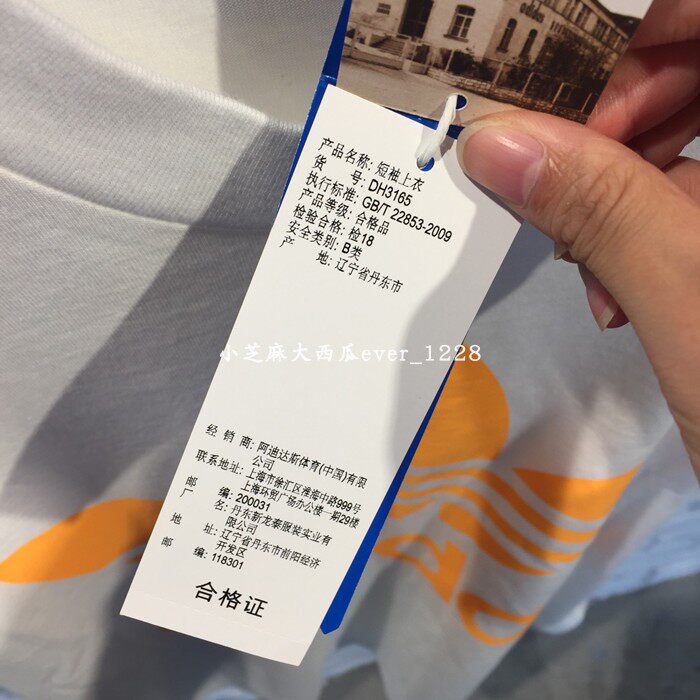 产品名称: 短袖上衣
货 号: DH3165
执行标准: GB/T 22853-2009
产品等级: 合格品
检验合格: 检18
安全类别: B类
产 地: 辽宁省丹东市
小芝麻大西瓜ever_1228
经 销 商: 阿迪达斯体育(中国)有限
公司
联系地址: 上海市徐汇区淮海中路999号
上海环贸广场办公楼一期29楼
邮 编: 200031
厂 名: 丹东新龙泰服装实业有
限公司
地 址: 辽宁省丹东市前阳经济
开发区
邮 编: 118301
合格证